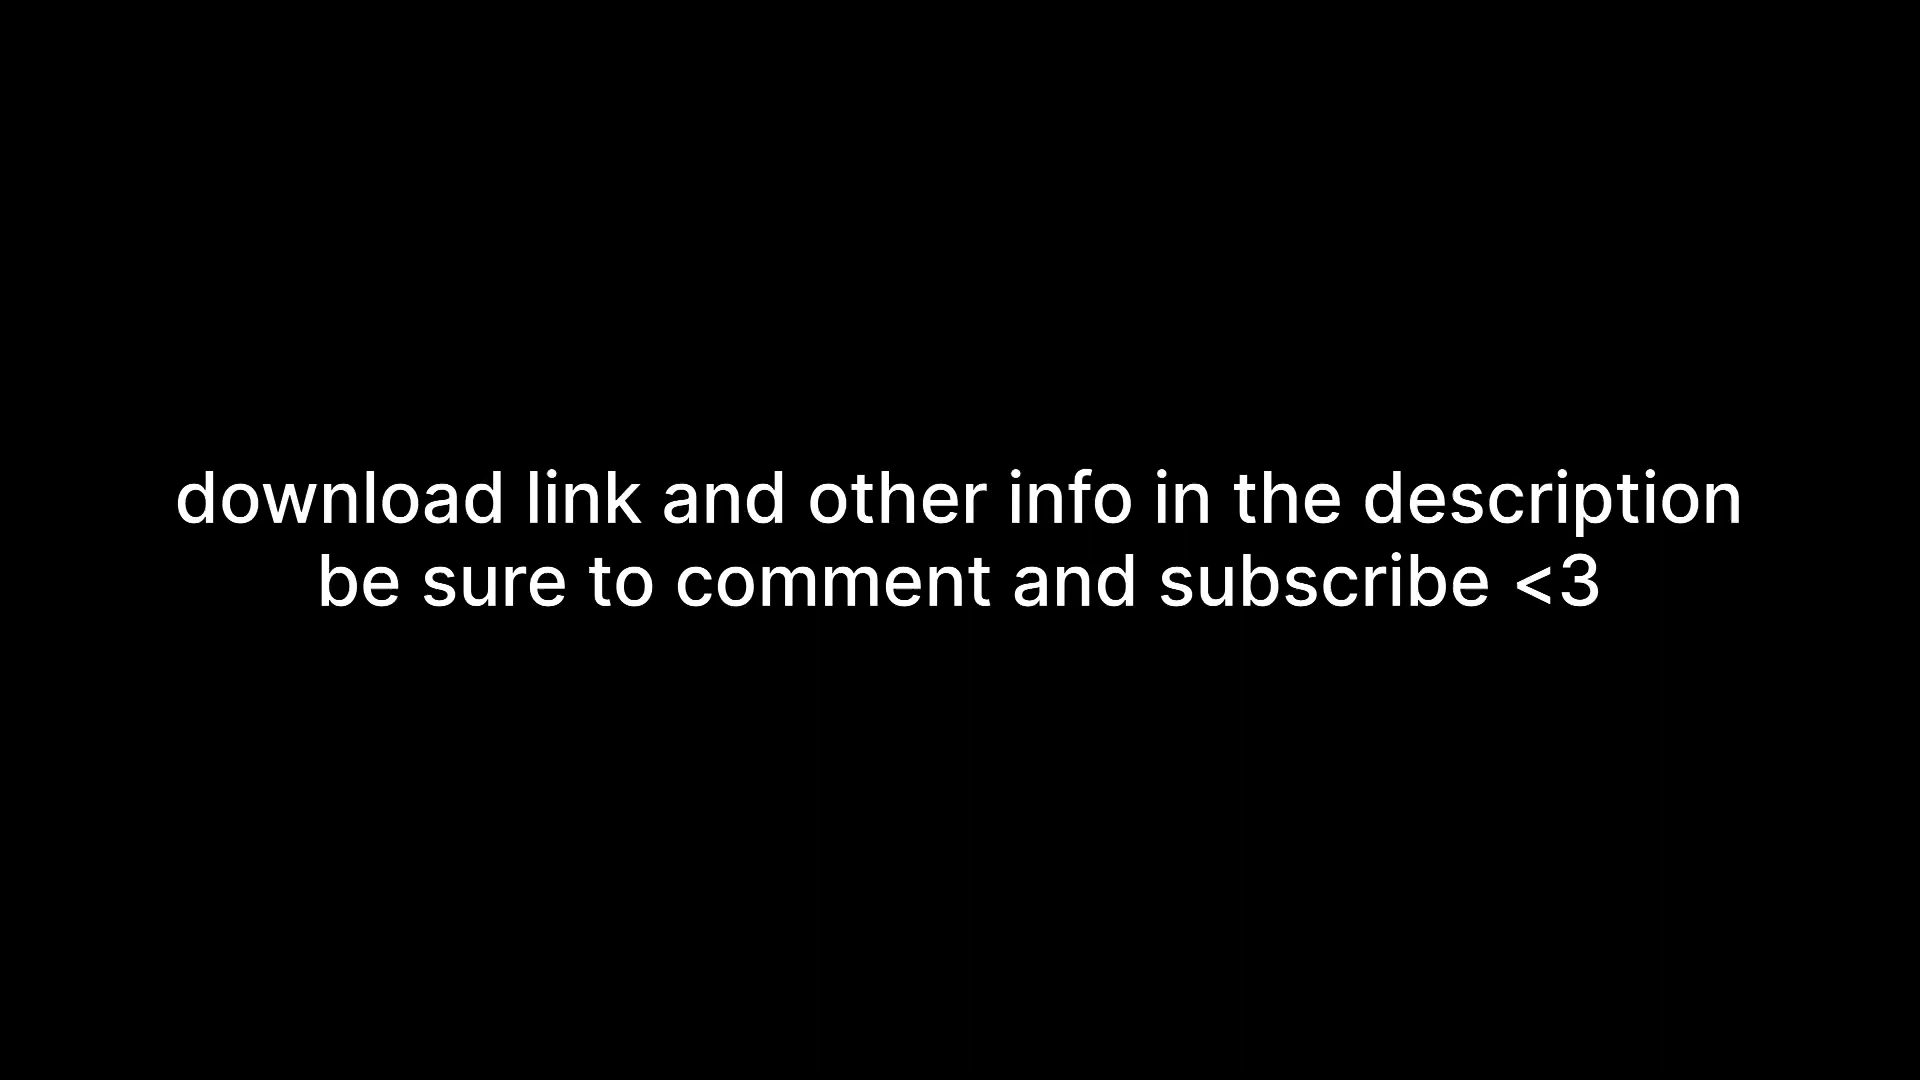 download link and other info in the description
be sure to comment and subscribe <3